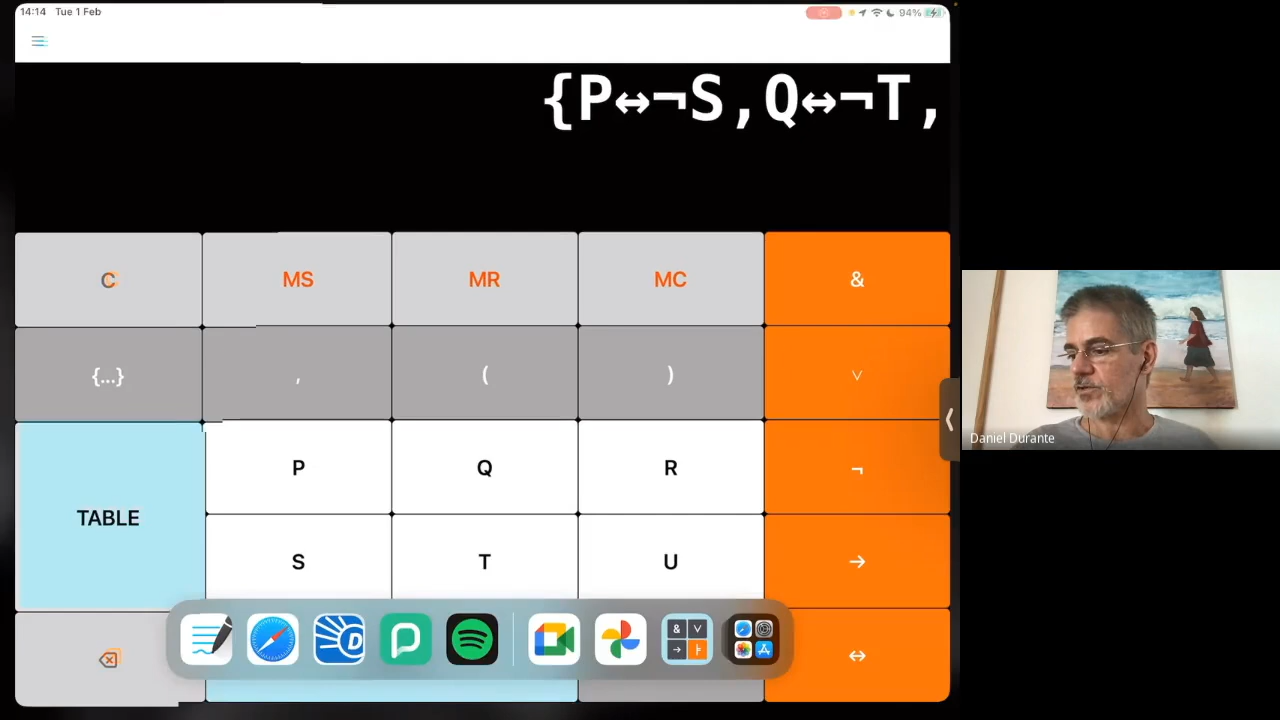 14:14 Tue 1 Feb 94%
{P↔¬S,Q↔¬T,
C MS MR MC &
{...} , ( ) ∨
P Q R ¬
TABLE
S T U →
↔
& ∨
→ ⊧
Daniel Durante